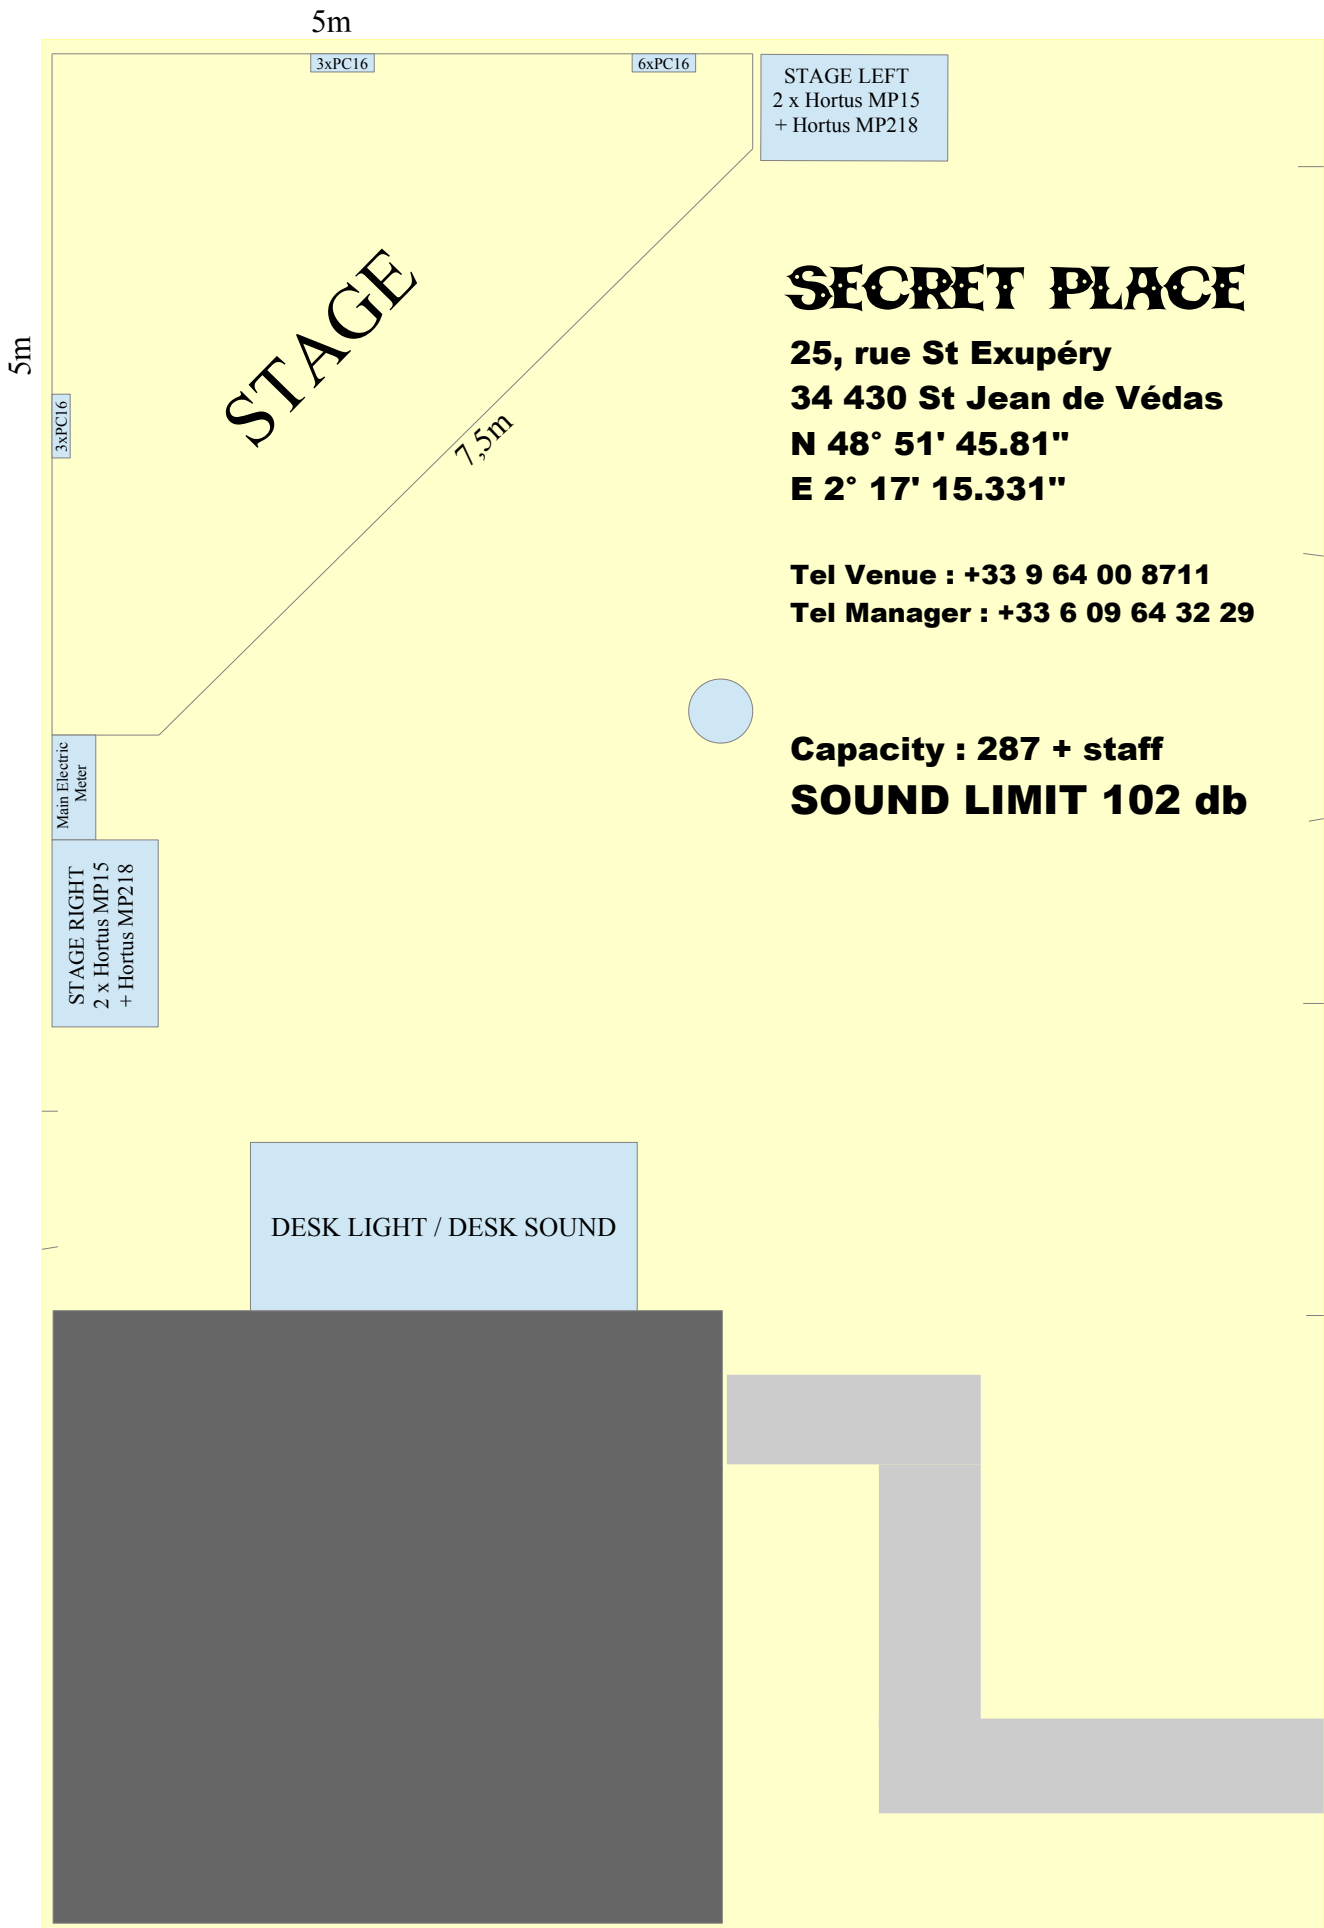 5m
3xPC16
6xPC16
STAGE LEFT
2 x Hortus MP15
+ Hortus MP218
STAGE
5m
3xPC16
7,5m
SECRET PLACE
25, rue St Exupéry
34 430 St Jean de Védas
N 48° 51' 45.81"
E 2° 17' 15.331"
Tel Venue : +33 9 64 00 8711
Tel Manager : +33 6 09 64 32 29
Capacity : 287 + staff
SOUND LIMIT 102 db
Main Electric
Meter
STAGE RIGHT
2 x Hortus MP15
+ Hortus MP218
DESK LIGHT / DESK SOUND